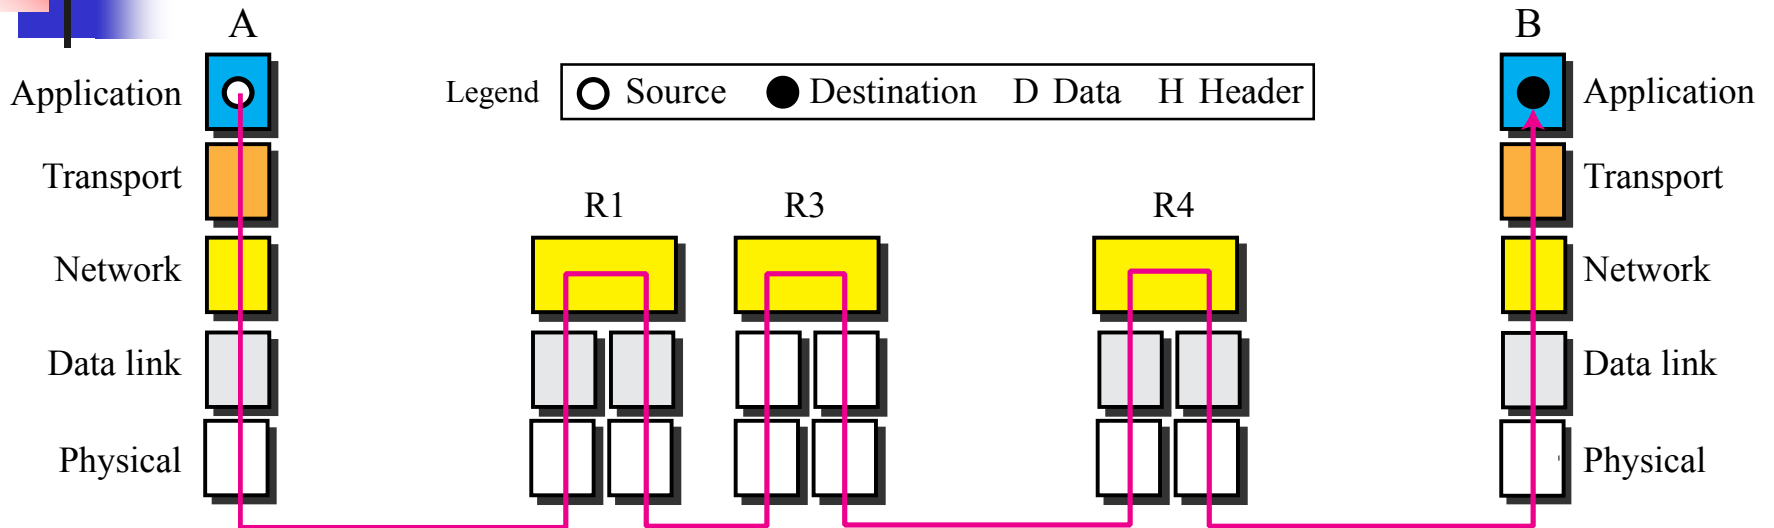 A
B
Legend
Source Destination D Data H Header
Application
Application
Transport
Transport
R1 R3 R4
Network
Network
Data link
Data link
Physical
Physical